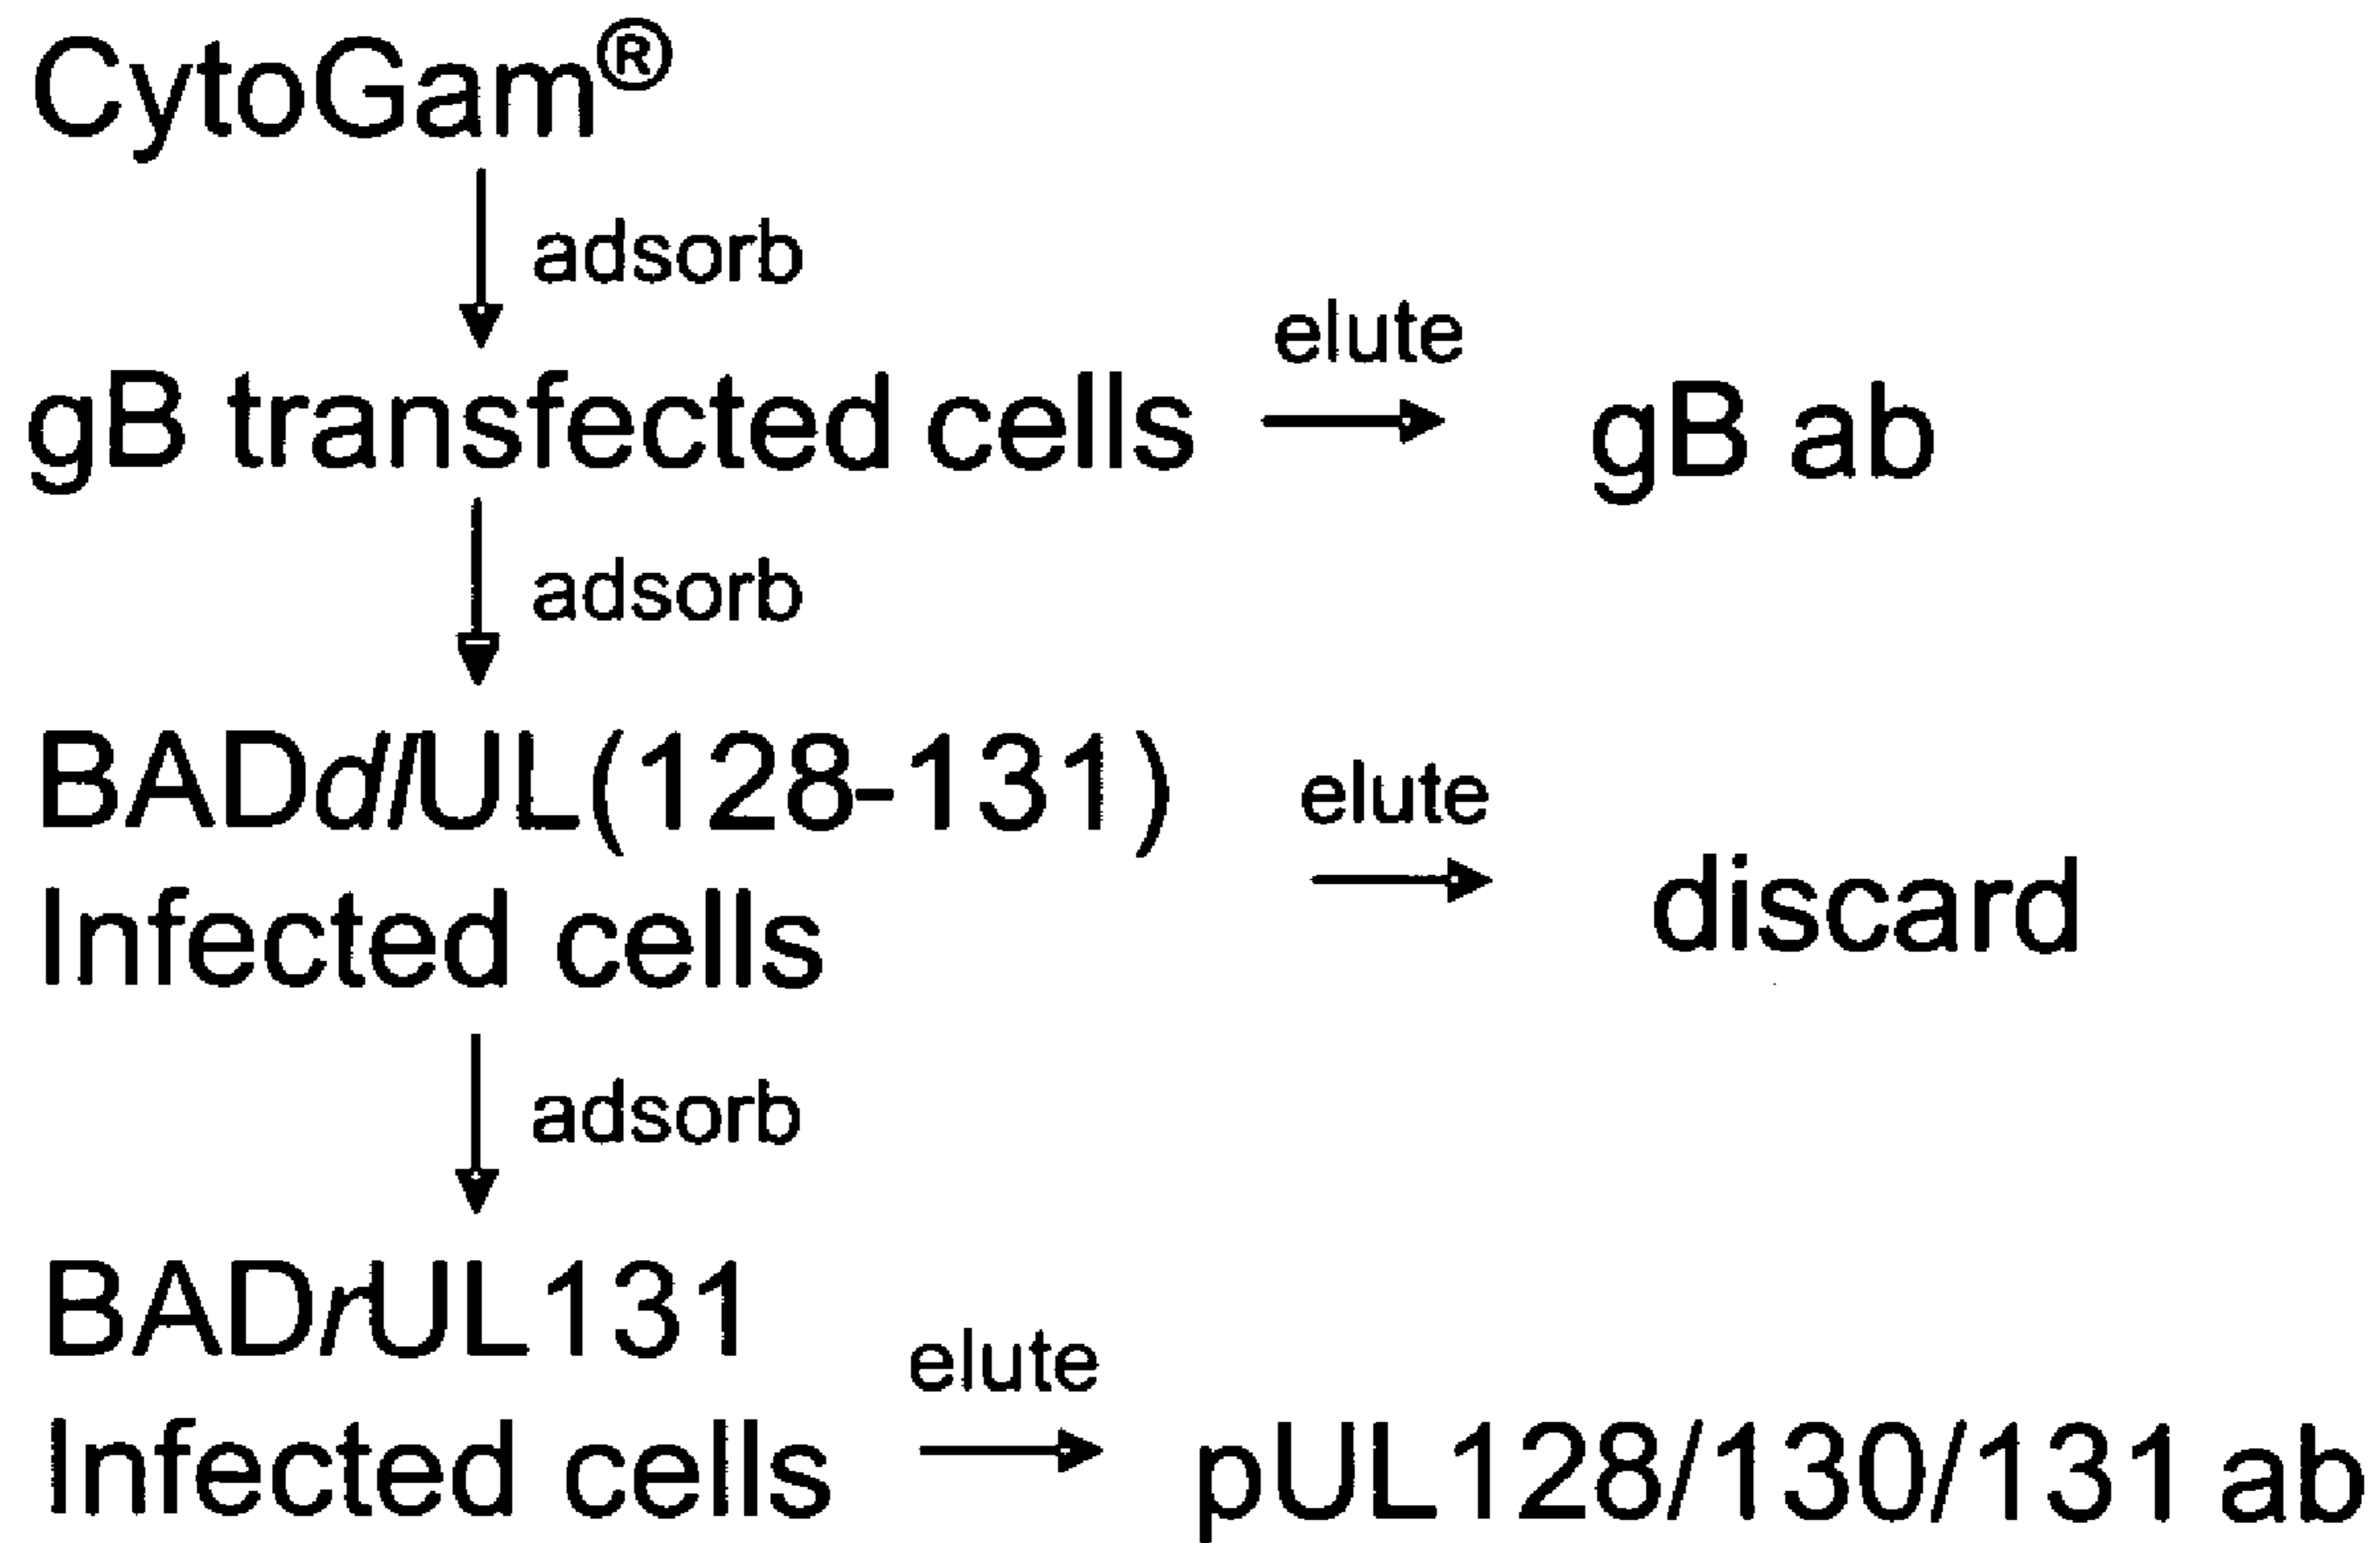 CytoGam®
adsorb
elute
gB transfected cells
gB ab
adsorb
BADdlUL(128-131)
elute
Infected cells
discard
adsorb
BADrUL131
elute
Infected cells
pUL128/130/131 ab